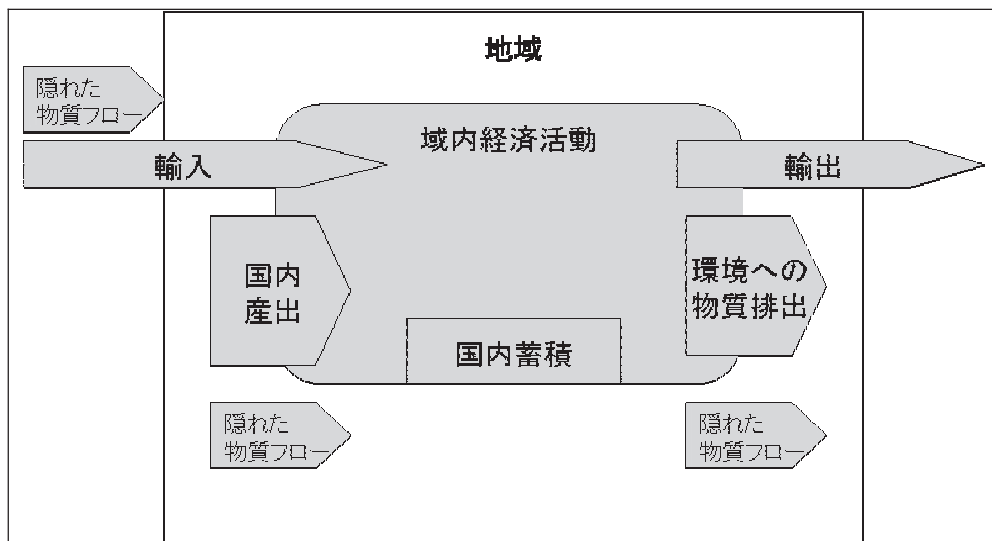 地域
隠れた
物質フロー
域内経済活動
輸入
輸出
国内
産出
環境への
物質排出
国内蓄積
隠れた
物質フロー
隠れた
物質フロー